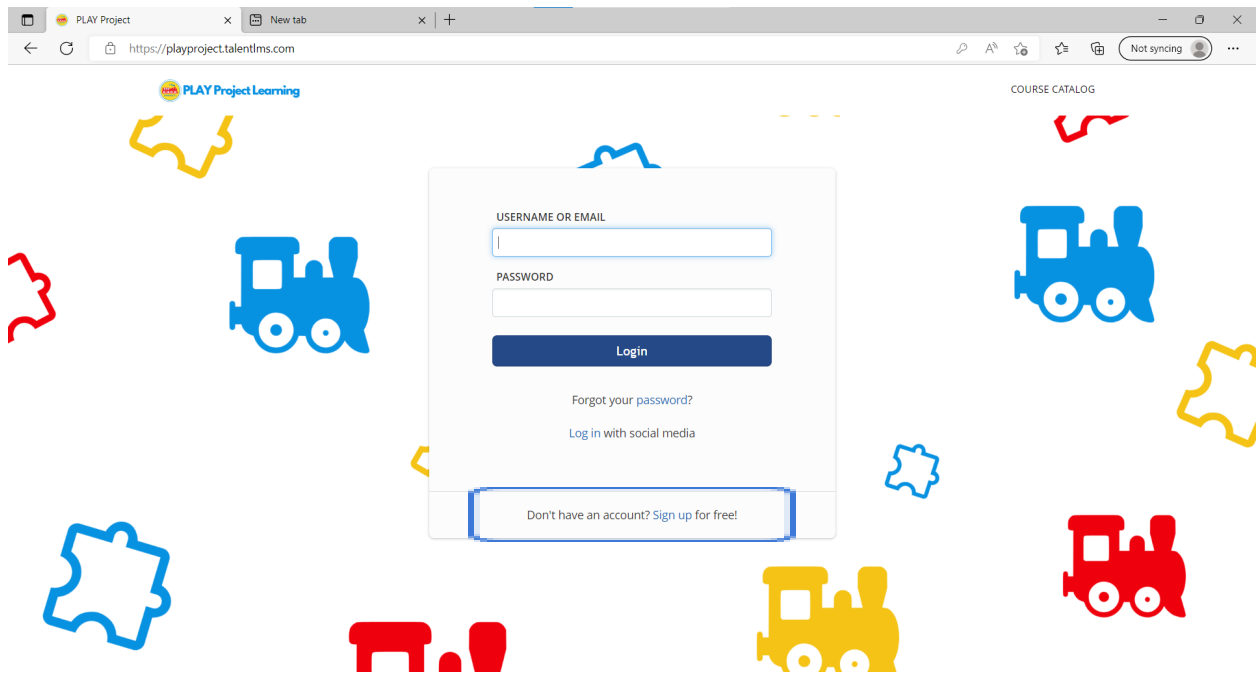 PLAY Project
New tab
https://playproject.talentlms.com
Not syncing
PLAY Project Learning
COURSE CATALOG
USERNAME OR EMAIL
PASSWORD
Login
Forgot your password?
Log in with social media
Don't have an account? Sign up for free!